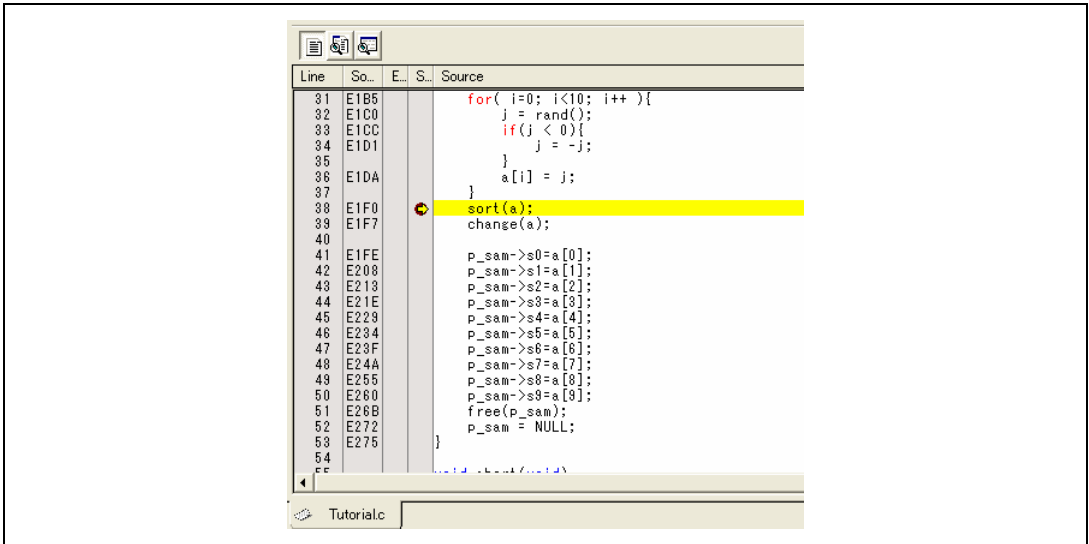 Line So... E... S... Source
31 E1B5 for( i=0; i<10; i++ ){
32 E1C0 j = rand();
33 E1CC if(j < 0){
34 E1D1 j = -j;
35 }
36 E1DA a[i] = j;
37 }
38 E1F0 sort(a);
39 E1F7 change(a);
40
41 E1FE p_sam->s0=a[0];
42 E208 p_sam->s1=a[1];
43 E213 p_sam->s2=a[2];
44 E21E p_sam->s3=a[3];
45 E229 p_sam->s4=a[4];
46 E234 p_sam->s5=a[5];
47 E23F p_sam->s6=a[6];
48 E24A p_sam->s7=a[7];
49 E255 p_sam->s8=a[8];
50 E260 p_sam->s9=a[9];
51 E26B free(p_sam);
52 E272 p_sam = NULL;
53 E275 }
54
Tutorial.c